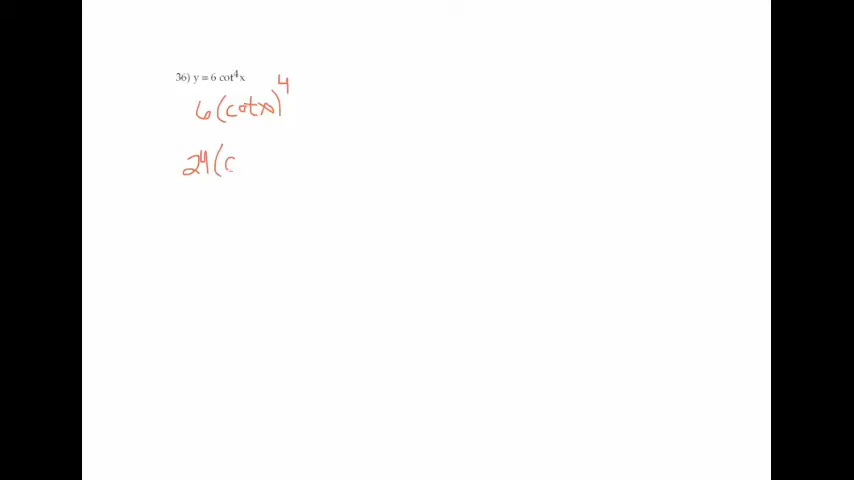 36) y = 6 cot⁴x
6(cotx)⁴
24(c